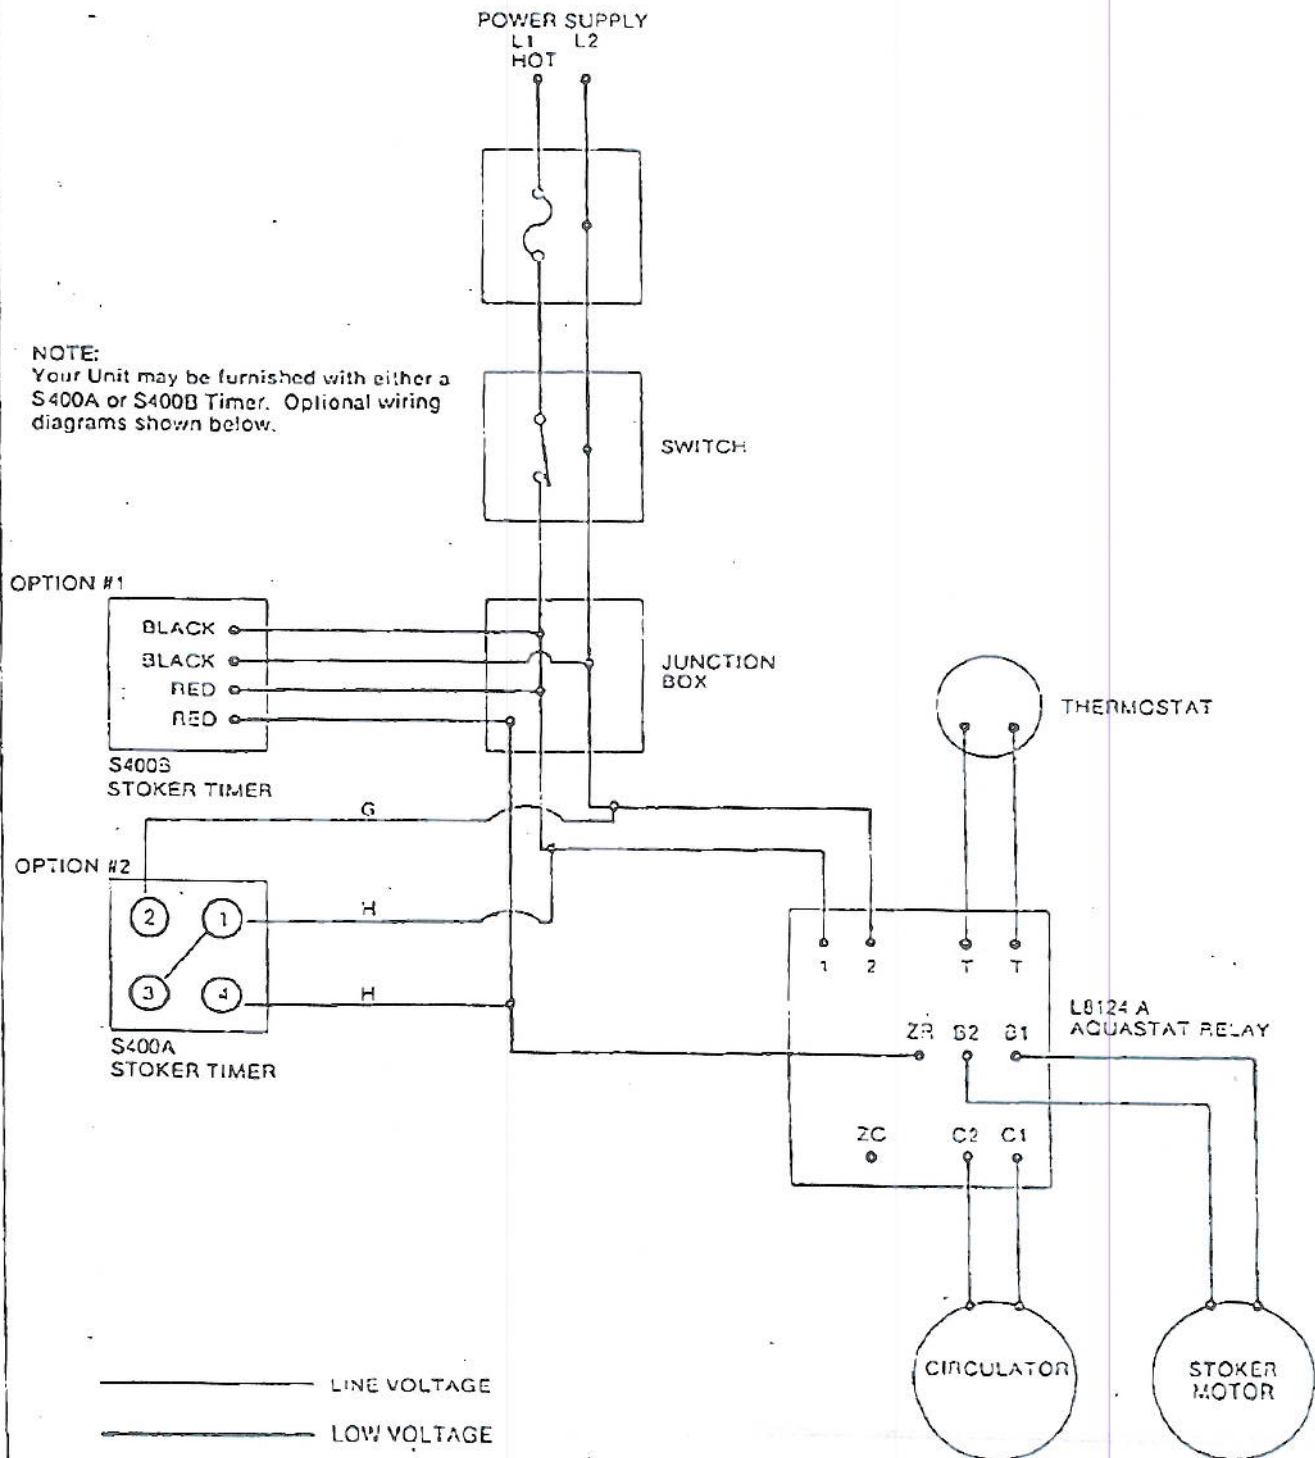 POWER SUPPLY
L1 L2
HOT
NOTE:
Your Unit may be furnished with either a
S400A or S400B Timer. Optional wiring
diagrams shown below.
SWITCH
OPTION #1
BLACK
BLACK
RED
RED
JUNCTION
BOX
S400B
STOKER TIMER
THERMOSTAT
G
OPTION #2
2 1
H
3 4
H
S400A
STOKER TIMER
1 2 T T
L8124 A
AQUASTAT RELAY
ZR B2 B1
ZC C2 C1
CIRCULATOR
STOKER
MOTOR
LINE VOLTAGE
LOW VOLTAGE